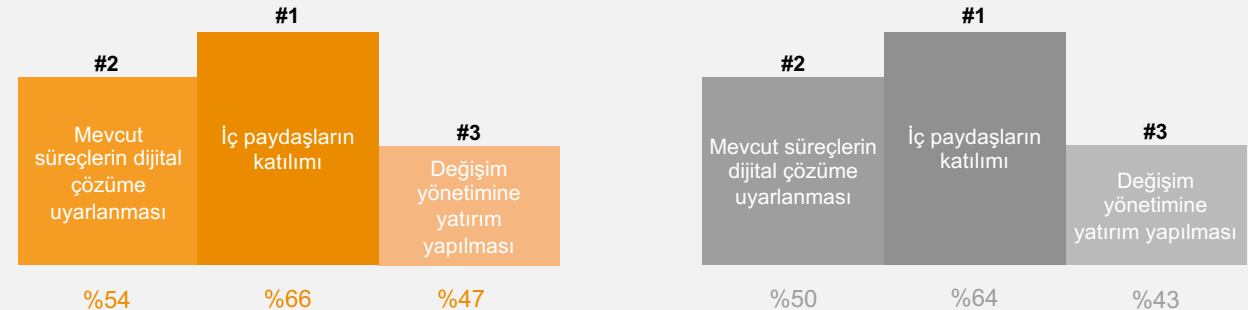 #1
#2
Mevcut
süreçlerin dijital
çözüme
uyarlanması
İç paydaşların
katılımı
#3
Değişim
yönetimine
yatırım
yapılması
%54
%66
%47
#1
#2
Mevcut süreçlerin
dijital çözüme
uyarlanması
İç paydaşların
katılımı
#3
Değişim
yönetimine
yatırım yapılması
%50
%64
%43